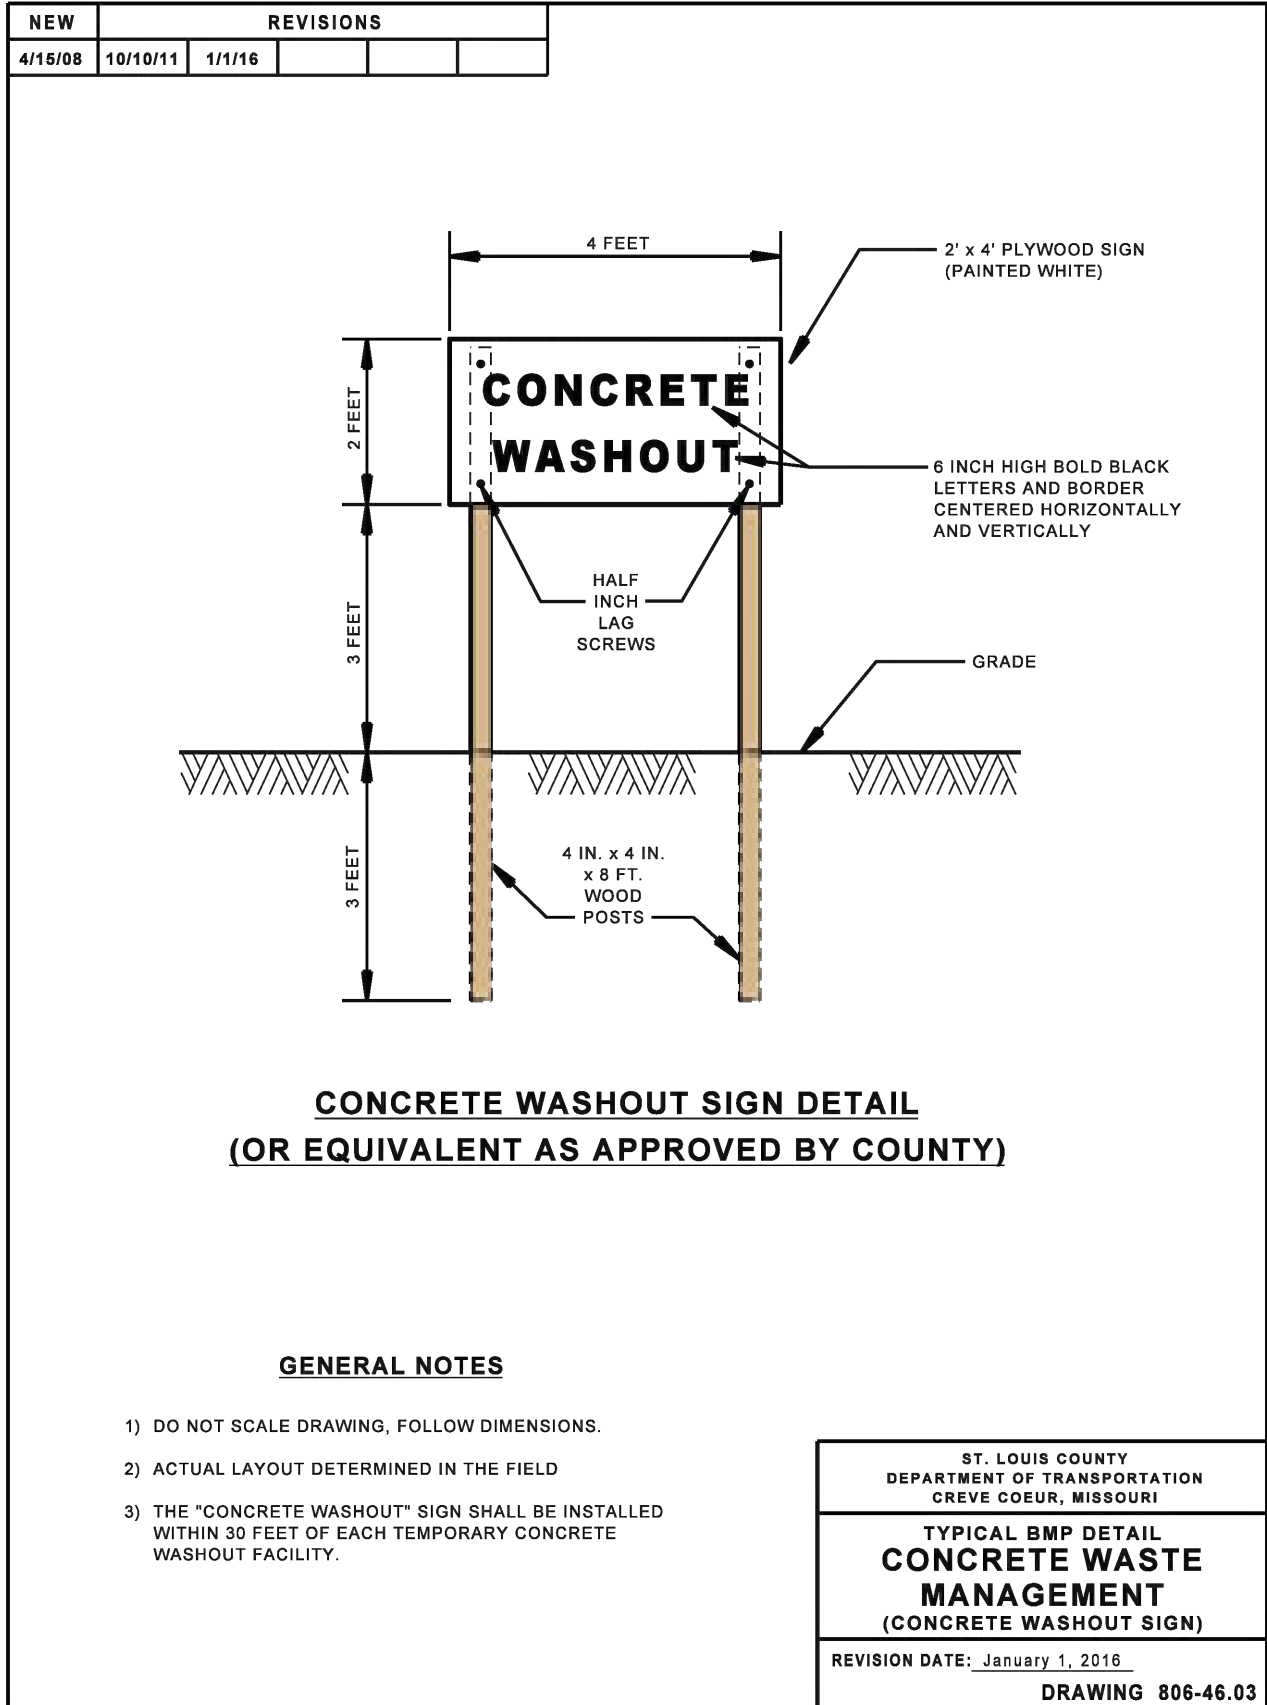 NEW REVISIONS
4/15/08 10/10/11 1/1/16
4 FEET
2' x 4' PLYWOOD SIGN
(PAINTED WHITE)
2 FEET
CONCRETE
WASHOUT
6 INCH HIGH BOLD BLACK
LETTERS AND BORDER
CENTERED HORIZONTALLY
AND VERTICALLY
HALF
INCH
LAG
SCREWS
3 FEET
GRADE
4 IN. x 4 IN.
x 8 FT.
WOOD
POSTS
3 FEET
CONCRETE WASHOUT SIGN DETAIL
(OR EQUIVALENT AS APPROVED BY COUNTY)
GENERAL NOTES
1) DO NOT SCALE DRAWING, FOLLOW DIMENSIONS.
2) ACTUAL LAYOUT DETERMINED IN THE FIELD
3) THE "CONCRETE WASHOUT" SIGN SHALL BE INSTALLED
WITHIN 30 FEET OF EACH TEMPORARY CONCRETE
WASHOUT FACILITY.
ST. LOUIS COUNTY
DEPARTMENT OF TRANSPORTATION
CREVE COEUR, MISSOURI
TYPICAL BMP DETAIL
CONCRETE WASTE
MANAGEMENT
(CONCRETE WASHOUT SIGN)
REVISION DATE: January 1, 2016
DRAWING 806-46.03